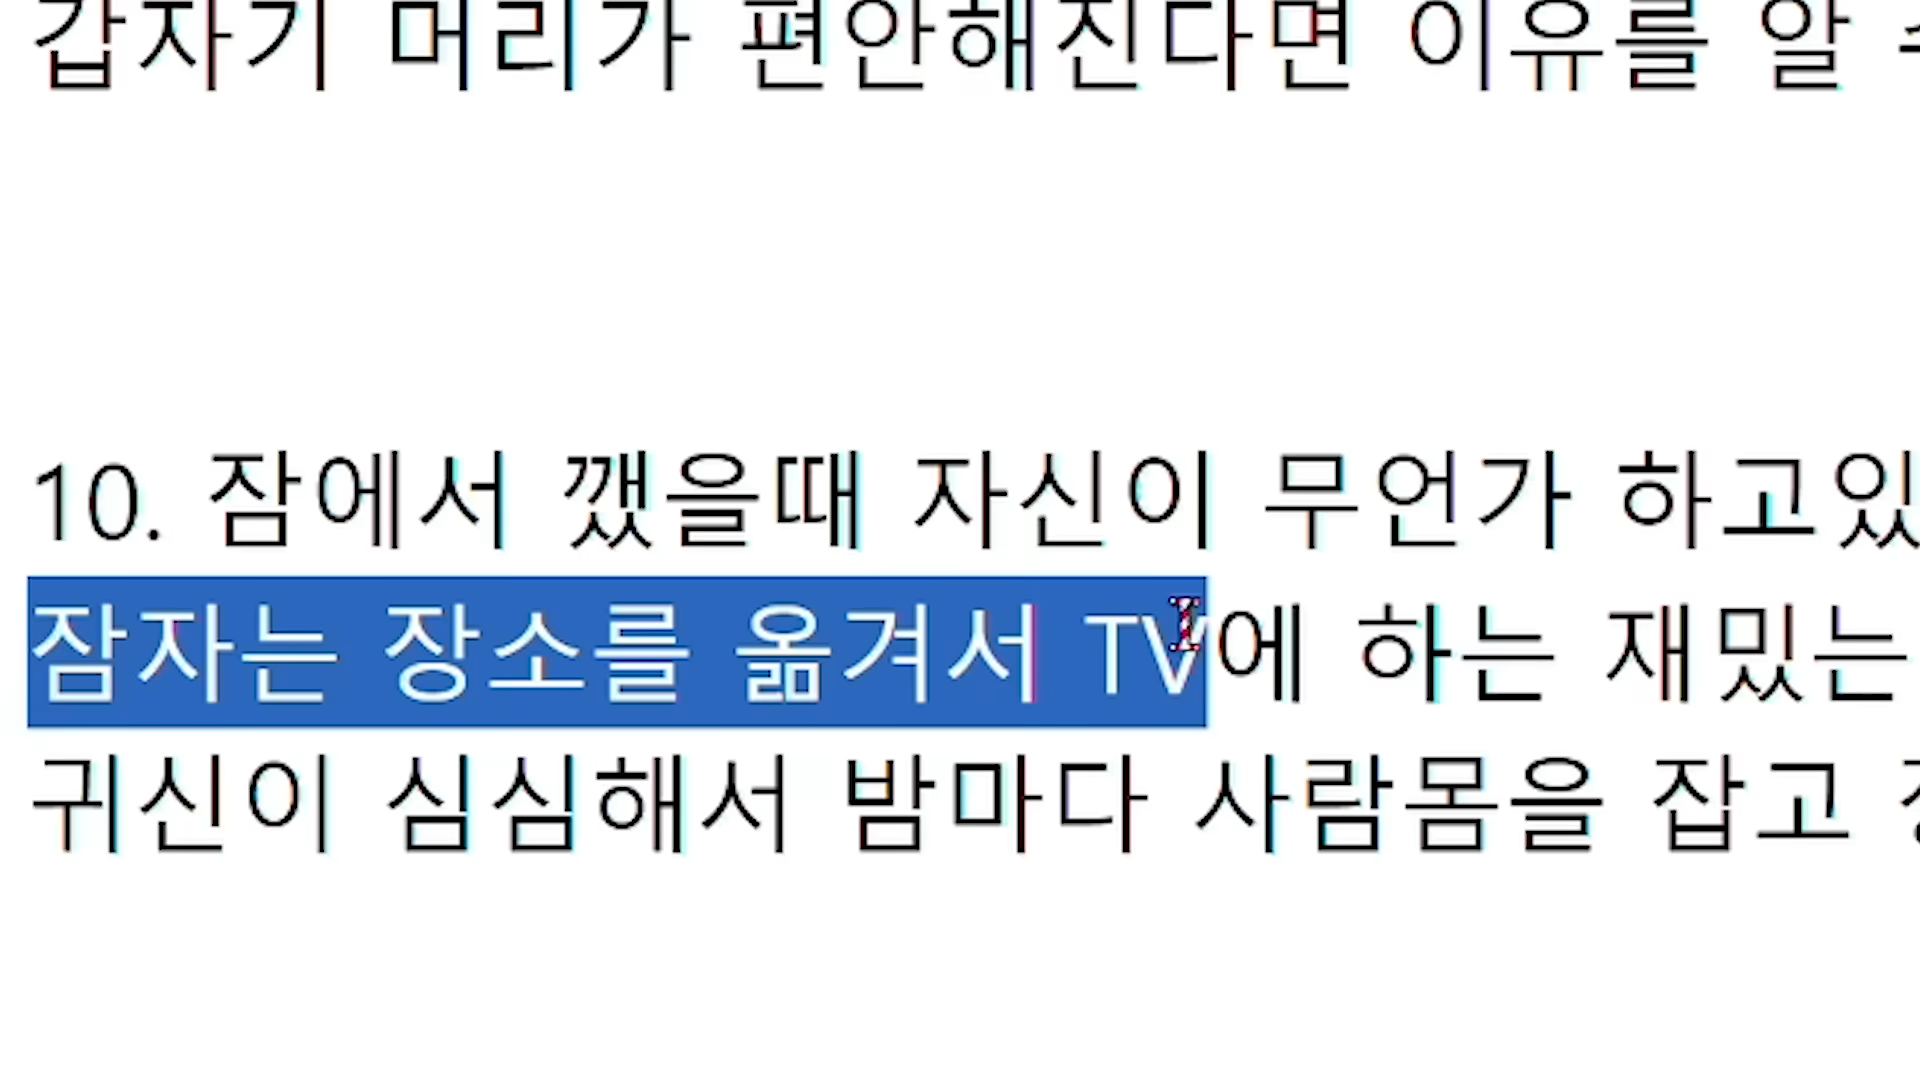 갑자기 머리가 편안해진다면 이유를 알
10. 잠에서 깼을때 자신이 무언가 하고있
잠자는 장소를 옮겨서 TV에 하는 재밌는
귀신이 심심해서 밤마다 사람몸을 잡고